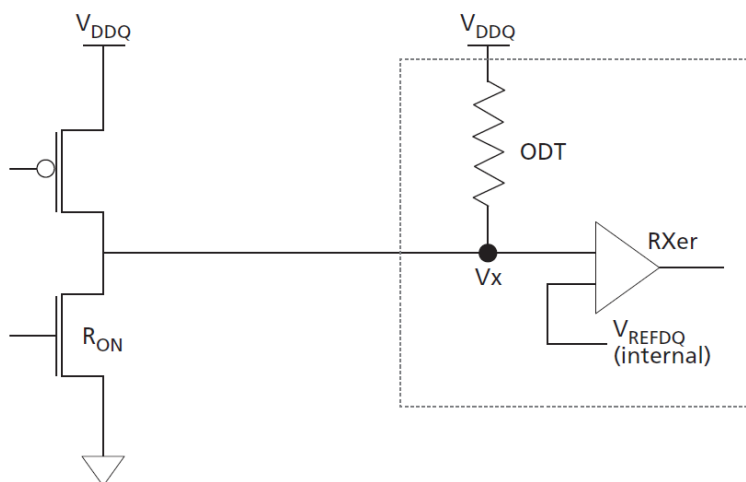 VDDQ
VDDQ
ODT
RXer
Vx
RON
VREFDQ
(internal)